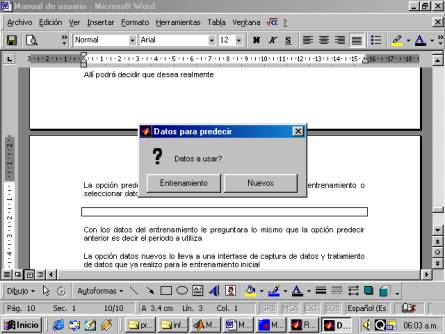 Manual de usuario - Microsoft Word
Archivo Edición Ver Insertar Formato Herramientas Tabla Ventana ?
Normal Arial 12 N K S
Allí podrá decidir que desea realmente
Datos para predecir
Datos a usar?
Entrenamiento Nuevos
La opción prede entrenamiento o
seleccionar dato
Con los datos del entrenamiento le preguntara lo mismo que la opción predecir
anterior es decir el periodo a utiliza
La opción datos nuevos lo lleva a una interfase de captura de datos y tratamiento
de datos que ya realizo para le entrenamiento inicial
Dibujo Autoformas
Pág. 10 Sec. 1 10/10 A 3.4 cm Lín. 3 Col. 1 GRB MCA EXT SOB Español (Es
Inicio pr... inf... M... M... M... R... D... 06:03 a.m.